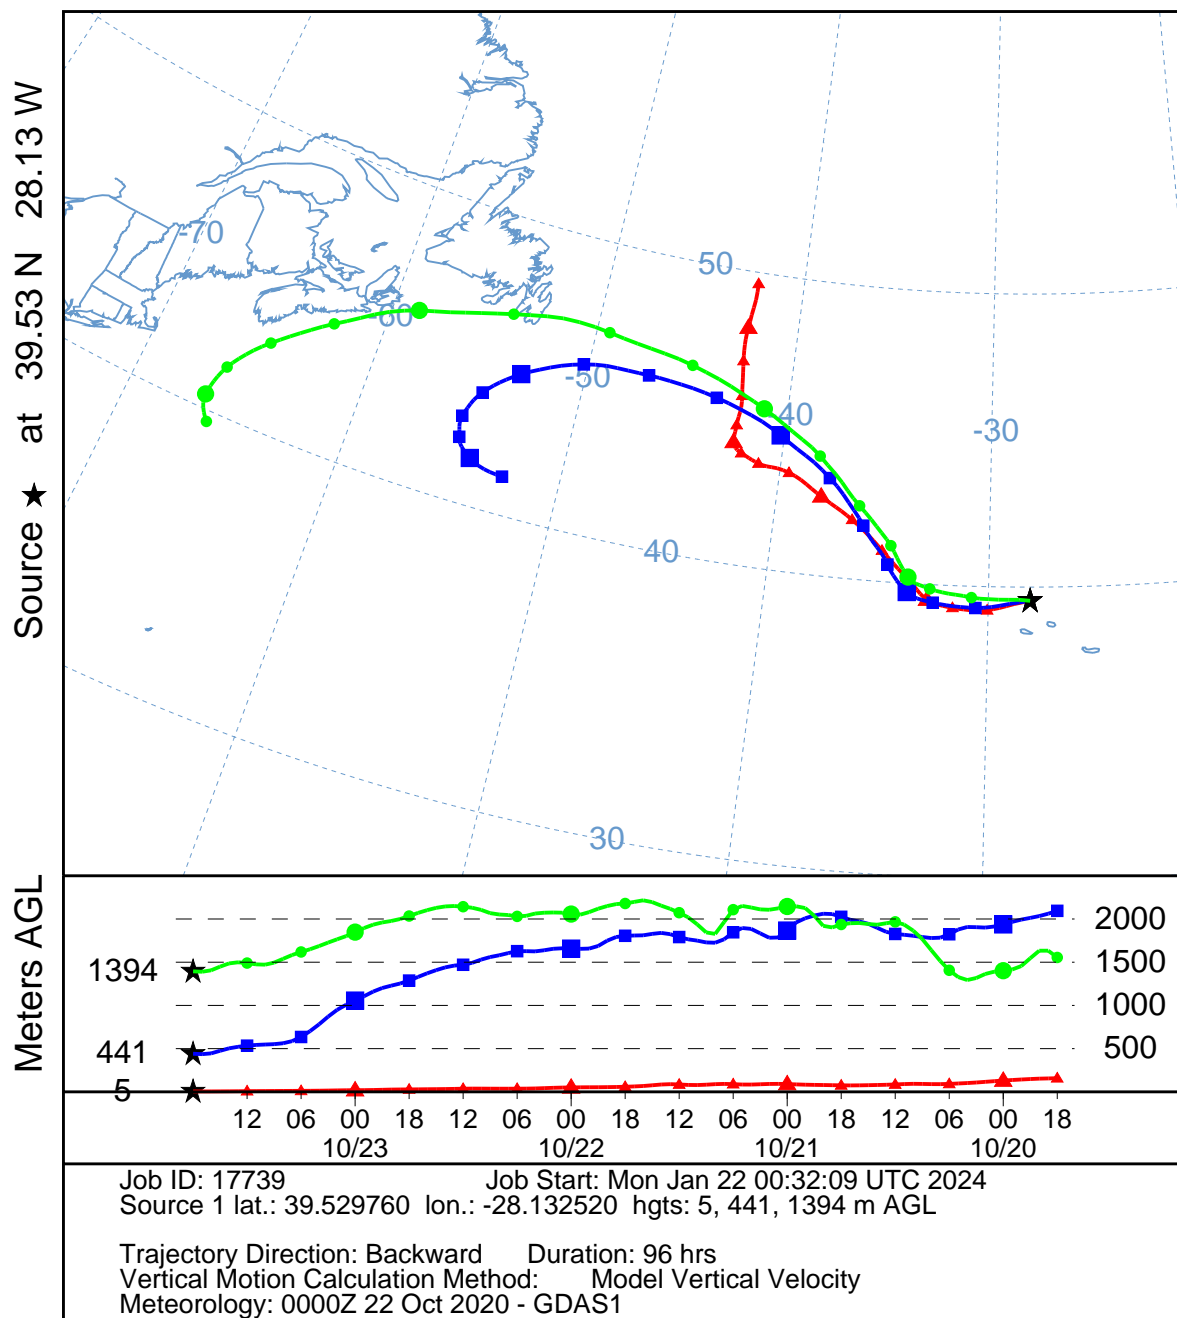 Source ★ at 39.53 N 28.13 W
-70
-60
-50
50
40
-30
40
30
Meters AGL
1394
441
5
2000
1500
1000
500
12 06 00 18 12 06 00 18 12 06 00 18 12 06 00 18
10/23 10/22 10/21 10/20
Job ID: 17739 Job Start: Mon Jan 22 00:32:09 UTC 2024
Source 1 lat.: 39.529760 lon.: -28.132520 hgts: 5, 441, 1394 m AGL
Trajectory Direction: Backward Duration: 96 hrs
Vertical Motion Calculation Method: Model Vertical Velocity
Meteorology: 0000Z 22 Oct 2020 - GDAS1